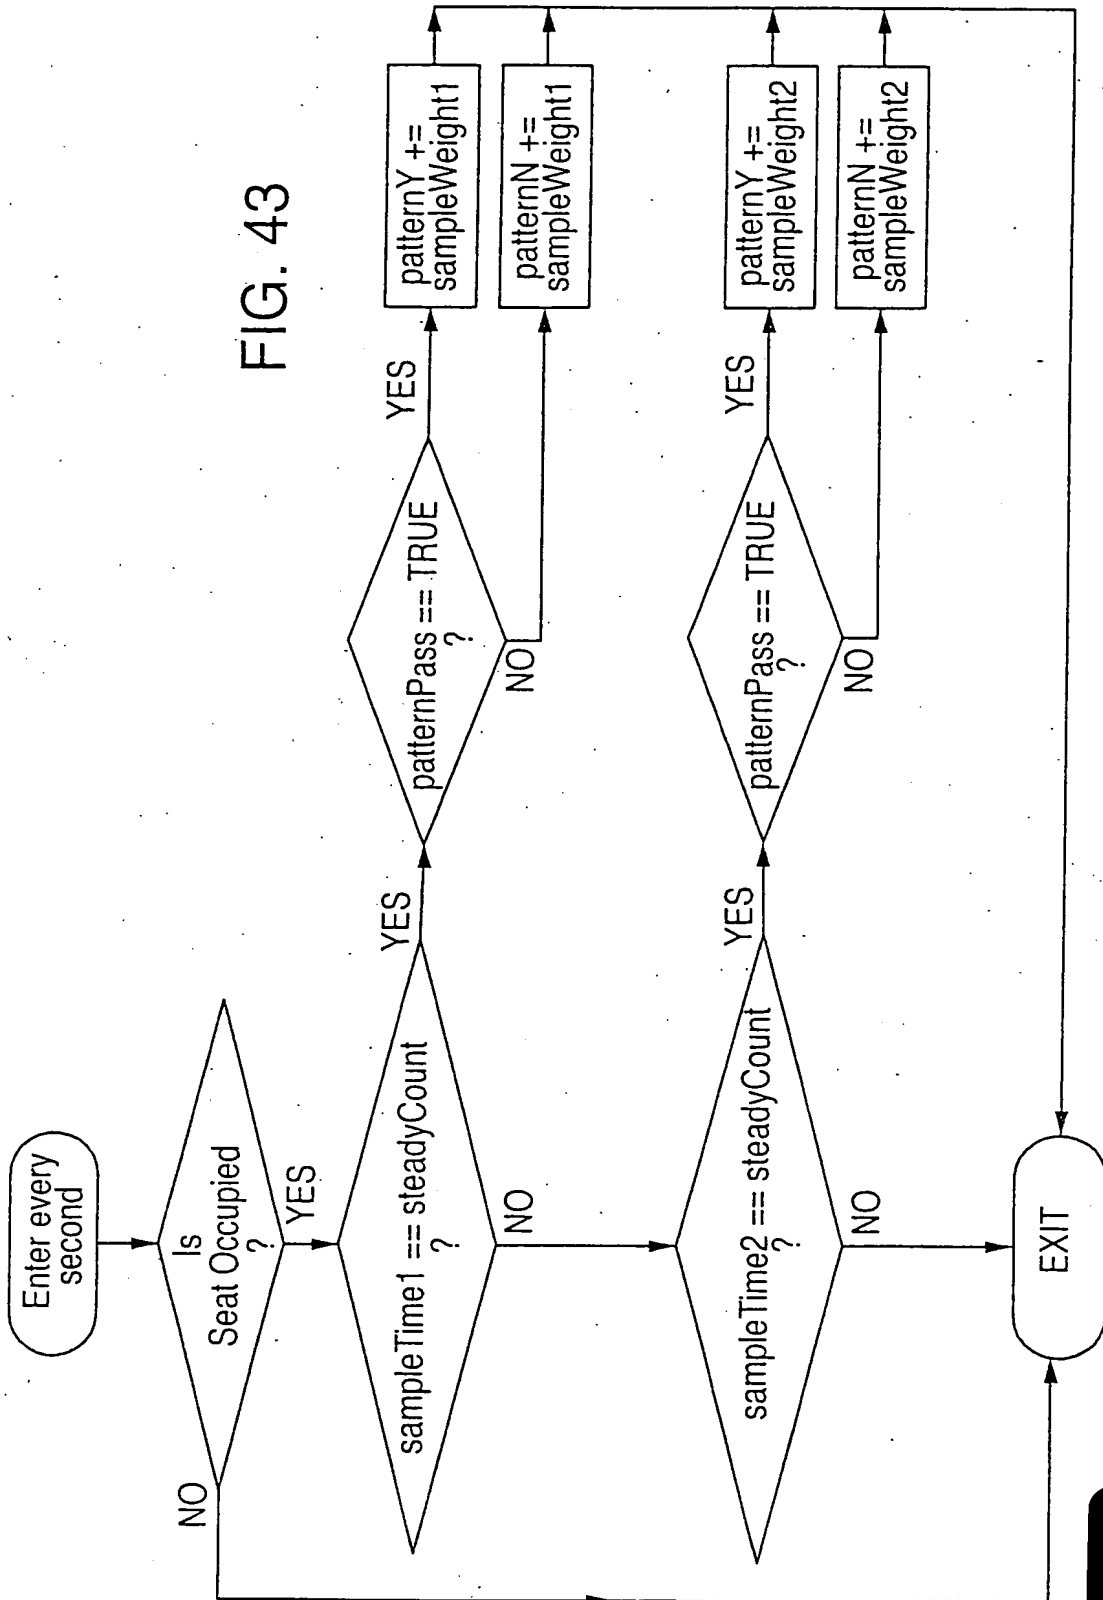 FIG. 43
Enter every
second
Is
Seat Occupied
?
NO
YES
sampleTime1 == steadyCount
?
YES
NO
patternPass == TRUE
?
YES
NO
patternY +=
sampleWeight1
patternN +=
sampleWeight1
sampleTime2 == steadyCount
?
YES
NO
patternPass == TRUE
?
YES
NO
patternY +=
sampleWeight2
patternN +=
sampleWeight2
EXIT